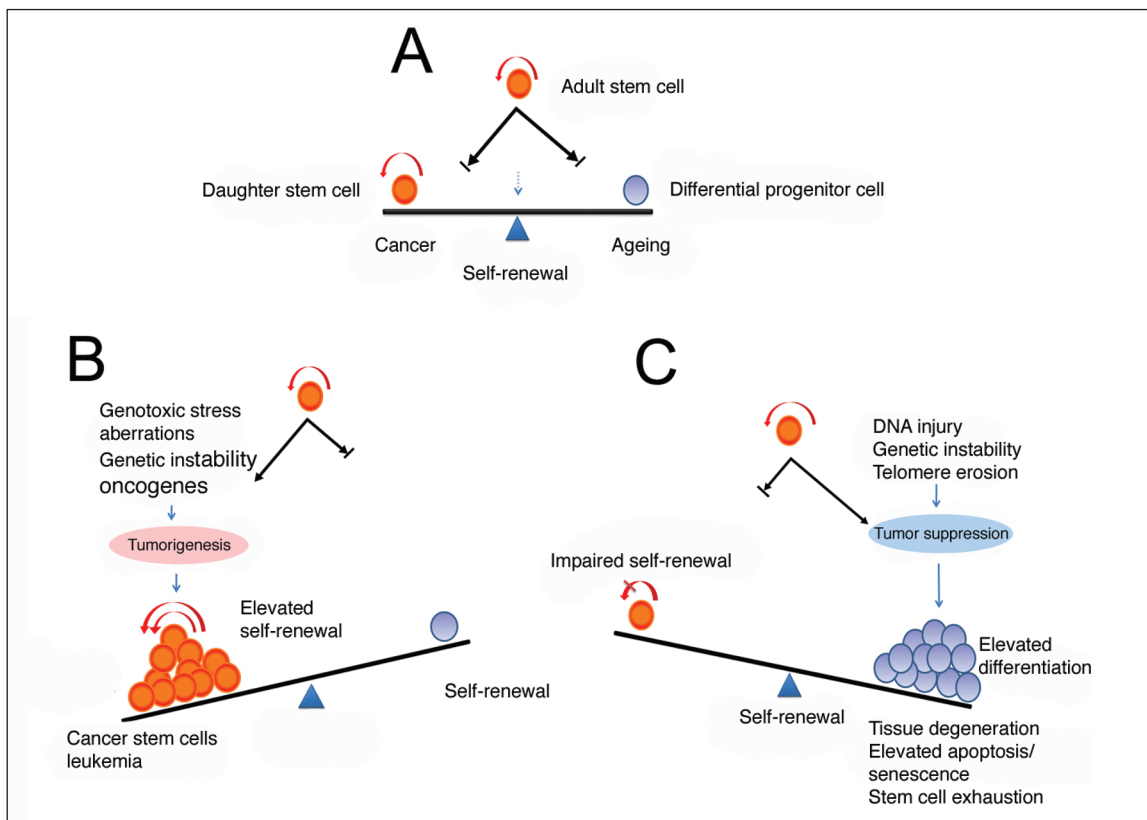 A
Adult stem cell
Daughter stem cell
Differential progenitor cell
Cancer
Ageing
Self-renewal
B
Genotoxic stress
aberrations
Genetic instability
oncogenes
Tumorigenesis
Elevated
self-renewal
Self-renewal
Cancer stem cells
leukemia
C
DNA injury
Genetic instability
Telomere erosion
Tumor suppression
Impaired self-renewal
Elevated
differentiation
Self-renewal
Tissue degeneration
Elevated apoptosis/
senescence
Stem cell exhaustion